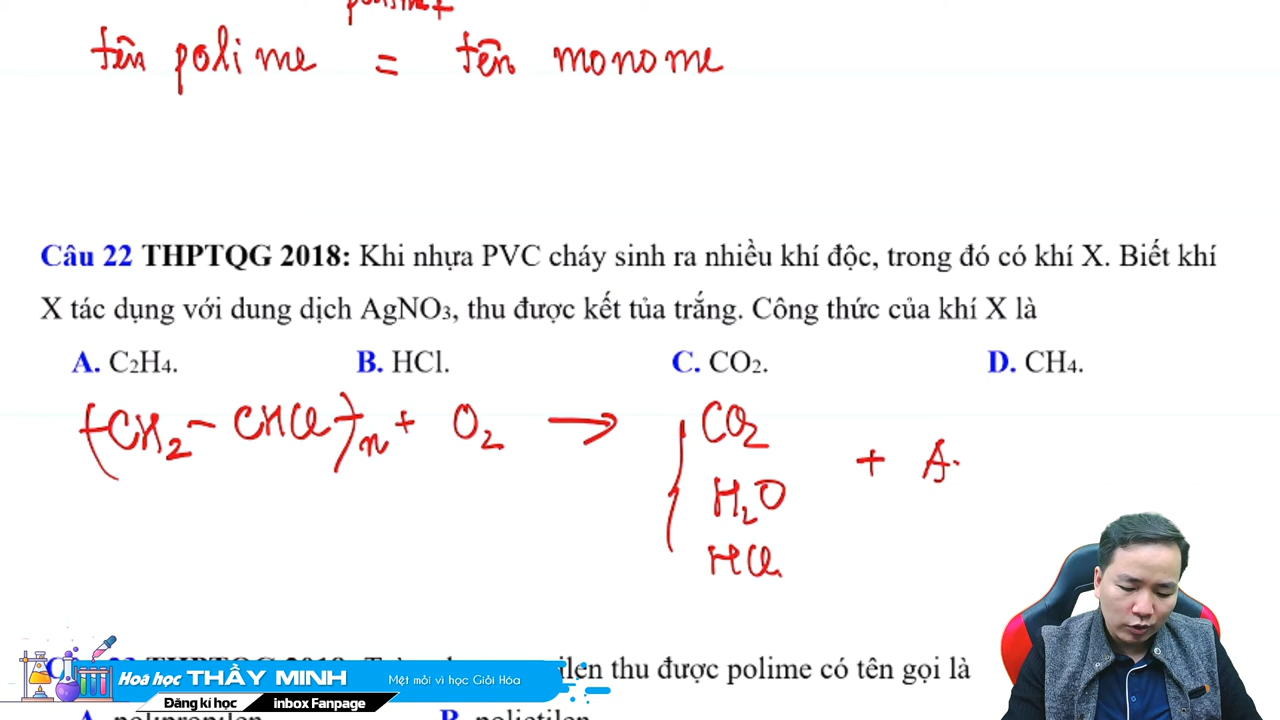 tên polime = tên monome
Câu 22 THPTQG 2018: Khi nhựa PVC cháy sinh ra nhiều khí độc, trong đó có khí X. Biết khí
X tác dụng với dung dịch AgNO₃, thu được kết tủa trắng. Công thức của khí X là
A. C₂H₄. B. HCl. C. CO₂. D. CH₄.
(CH₂ - CHCl)ₙ + O₂ → CO₂
+ A
H₂O
HCl
THPTQG ilen thu được polime có tên gọi là
Hoá học THẦY MINH Mệt mỏi vì học Giỏi Hóa
Đăng kí học inbox Fanpage
A. polipropilen B. polietilen